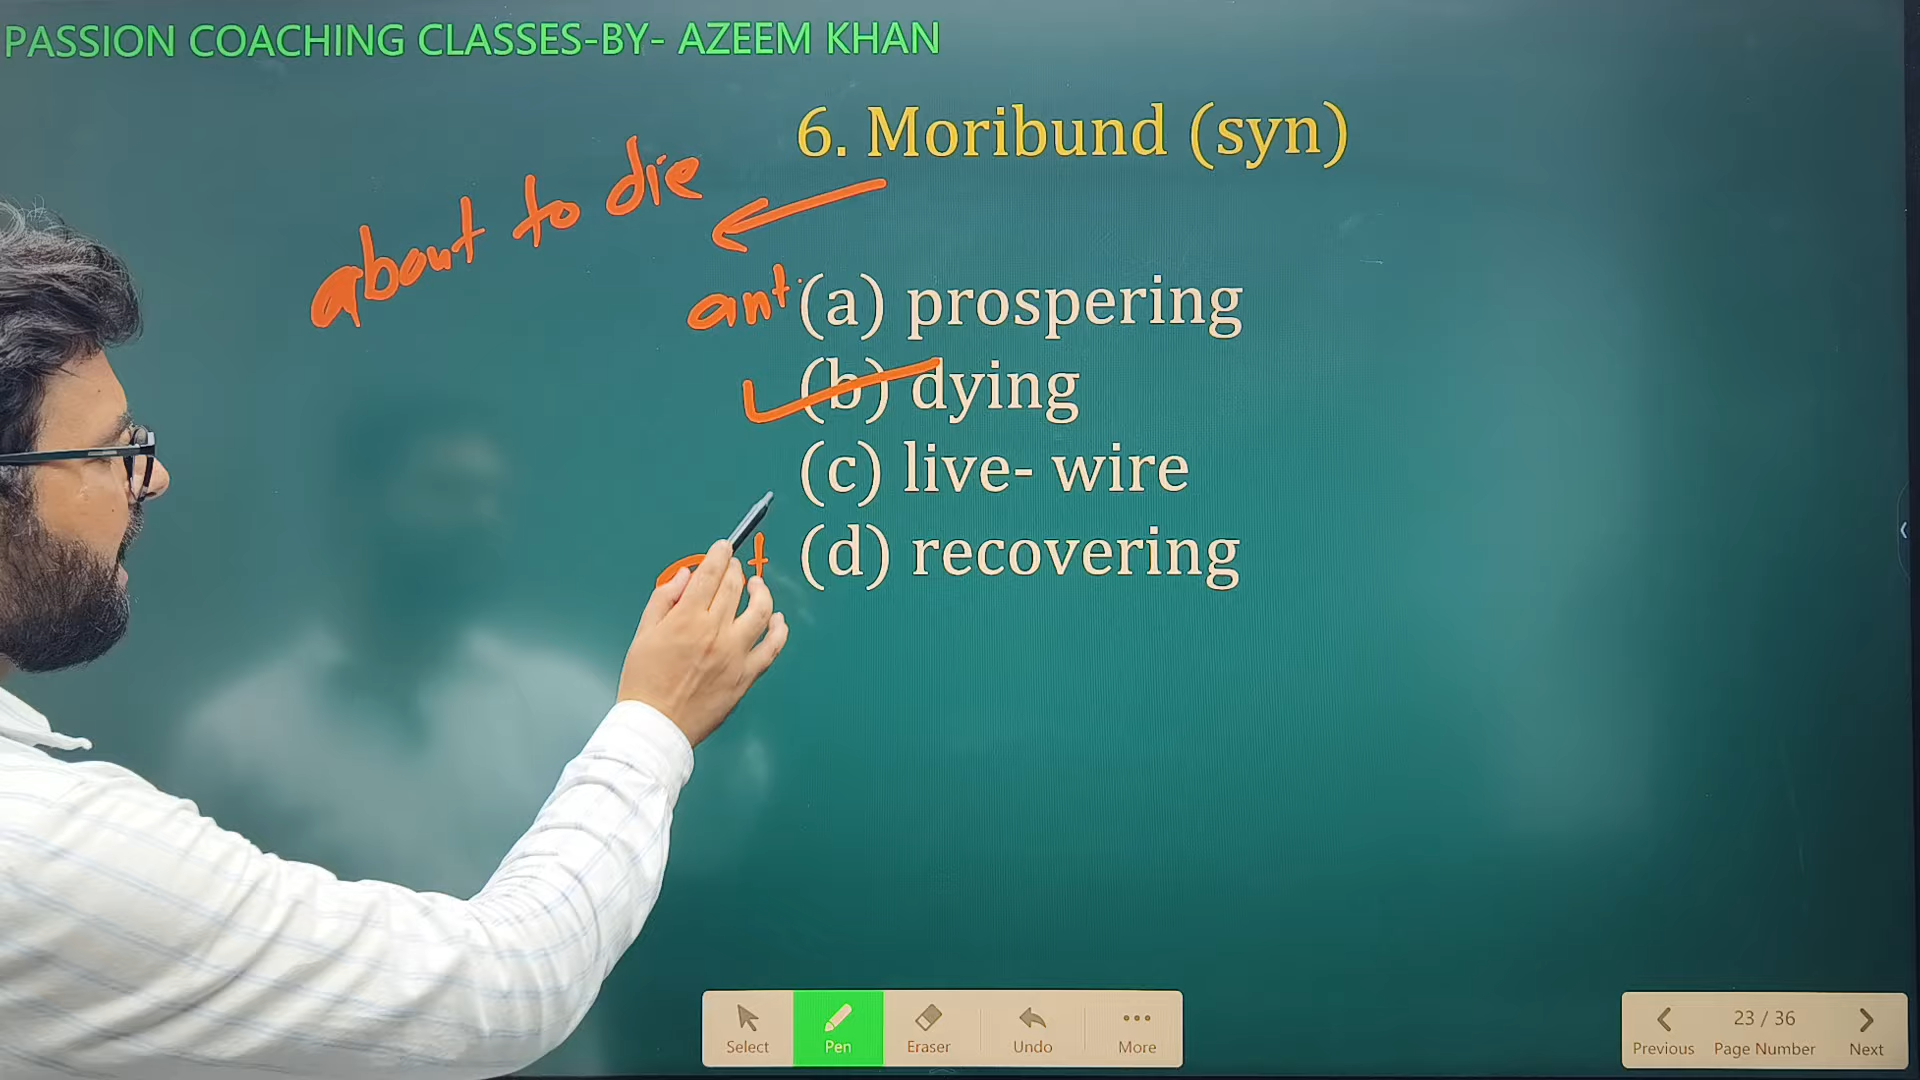 PASSION COACHING CLASSES-BY- AZEEM KHAN
6. Moribund (syn)
about to die
ant. (a) prospering
(b) dying
(c) live- wire
(d) recovering
Select Pen Eraser Undo More
23 / 36
Previous Page Number Next